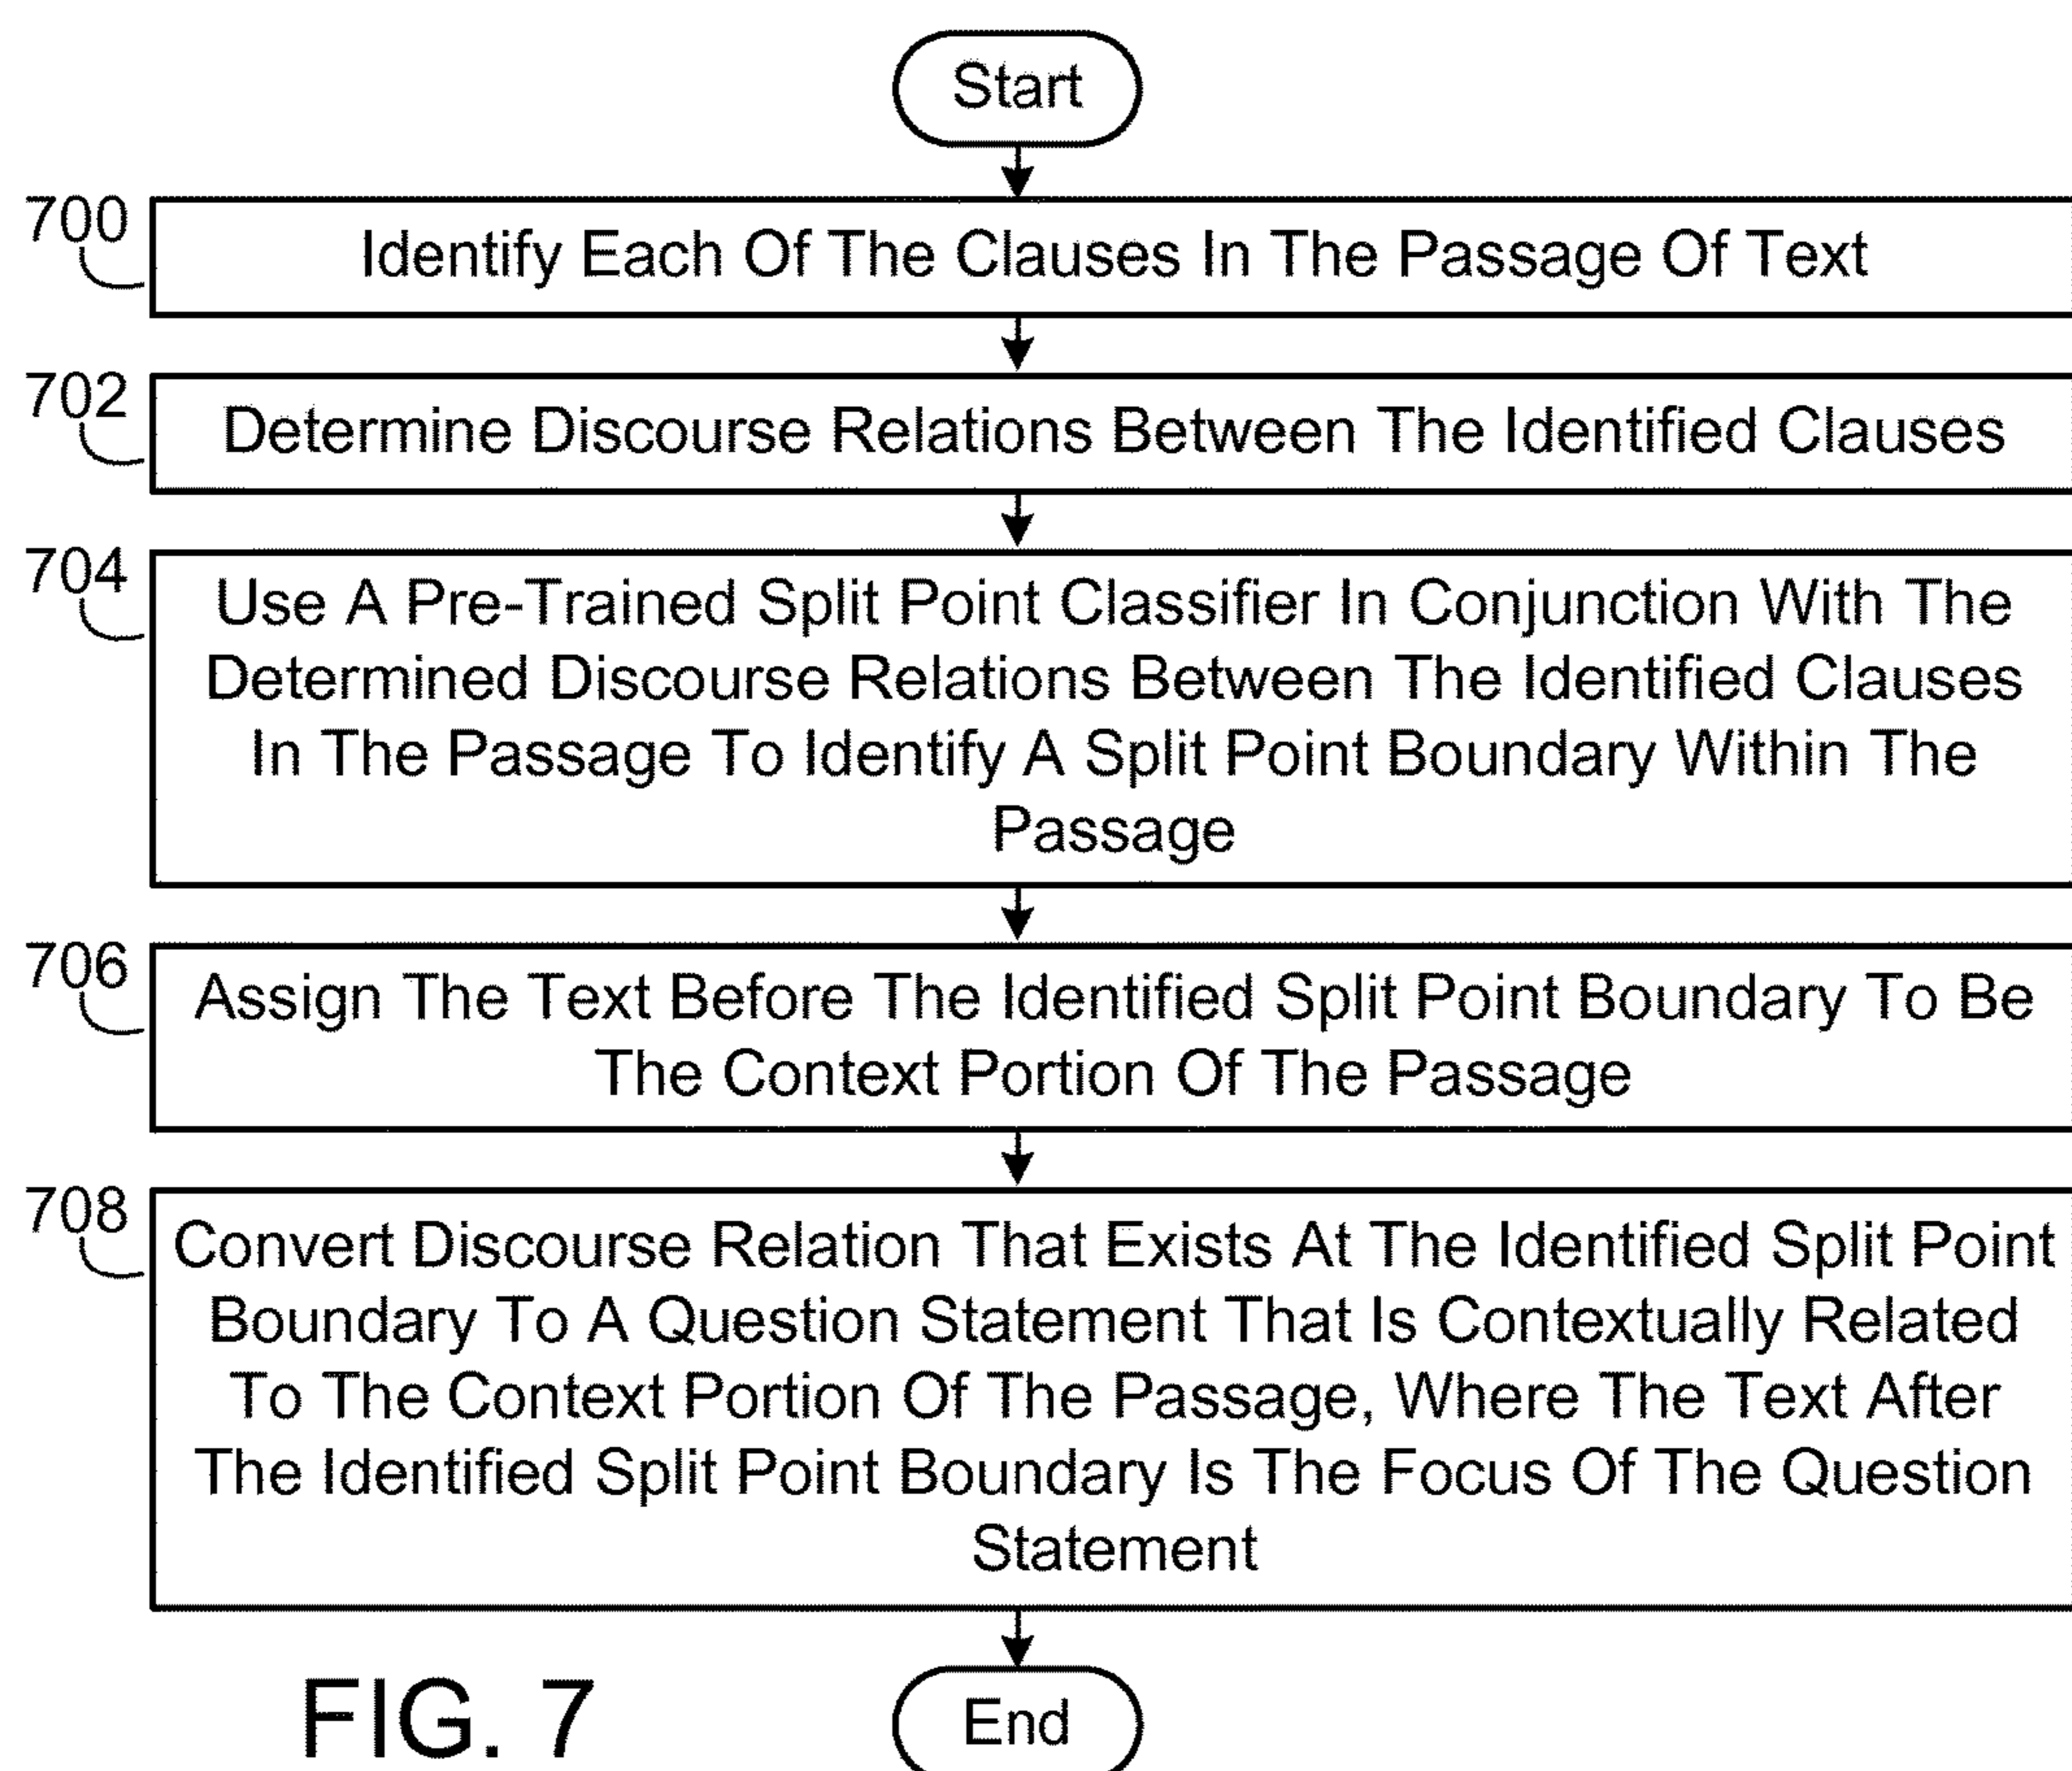 Start
700
Identify Each Of The Clauses In The Passage Of Text
702
Determine Discourse Relations Between The Identified Clauses
704
Use A Pre-Trained Split Point Classifier In Conjunction With The
Determined Discourse Relations Between The Identified Clauses
In The Passage To Identify A Split Point Boundary Within The
Passage
706
Assign The Text Before The Identified Split Point Boundary To Be
The Context Portion Of The Passage
708
Convert Discourse Relation That Exists At The Identified Split Point
Boundary To A Question Statement That Is Contextually Related
To The Context Portion Of The Passage, Where The Text After
The Identified Split Point Boundary Is The Focus Of The Question
Statement
FIG. 7
End